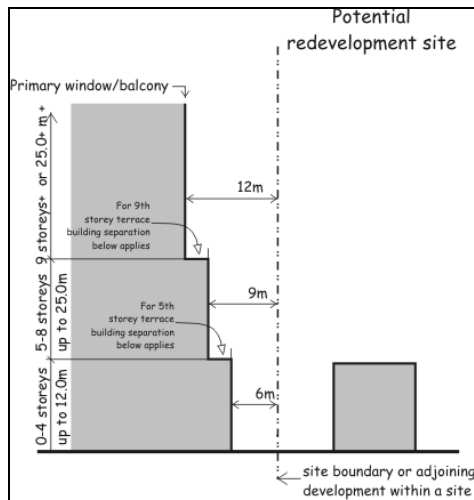 Potential
redevelopment site
Primary window/balcony
9 storeys+ or 25.0+ m +
12m
For 9th
storey terrace
building separation
below applies
5-8 storeys
up to 25.0m
9m
For 5th
storey terrace
building separation
below applies
0-4 storeys
up to 12.0m
6m
site boundary or adjoining
development within a site